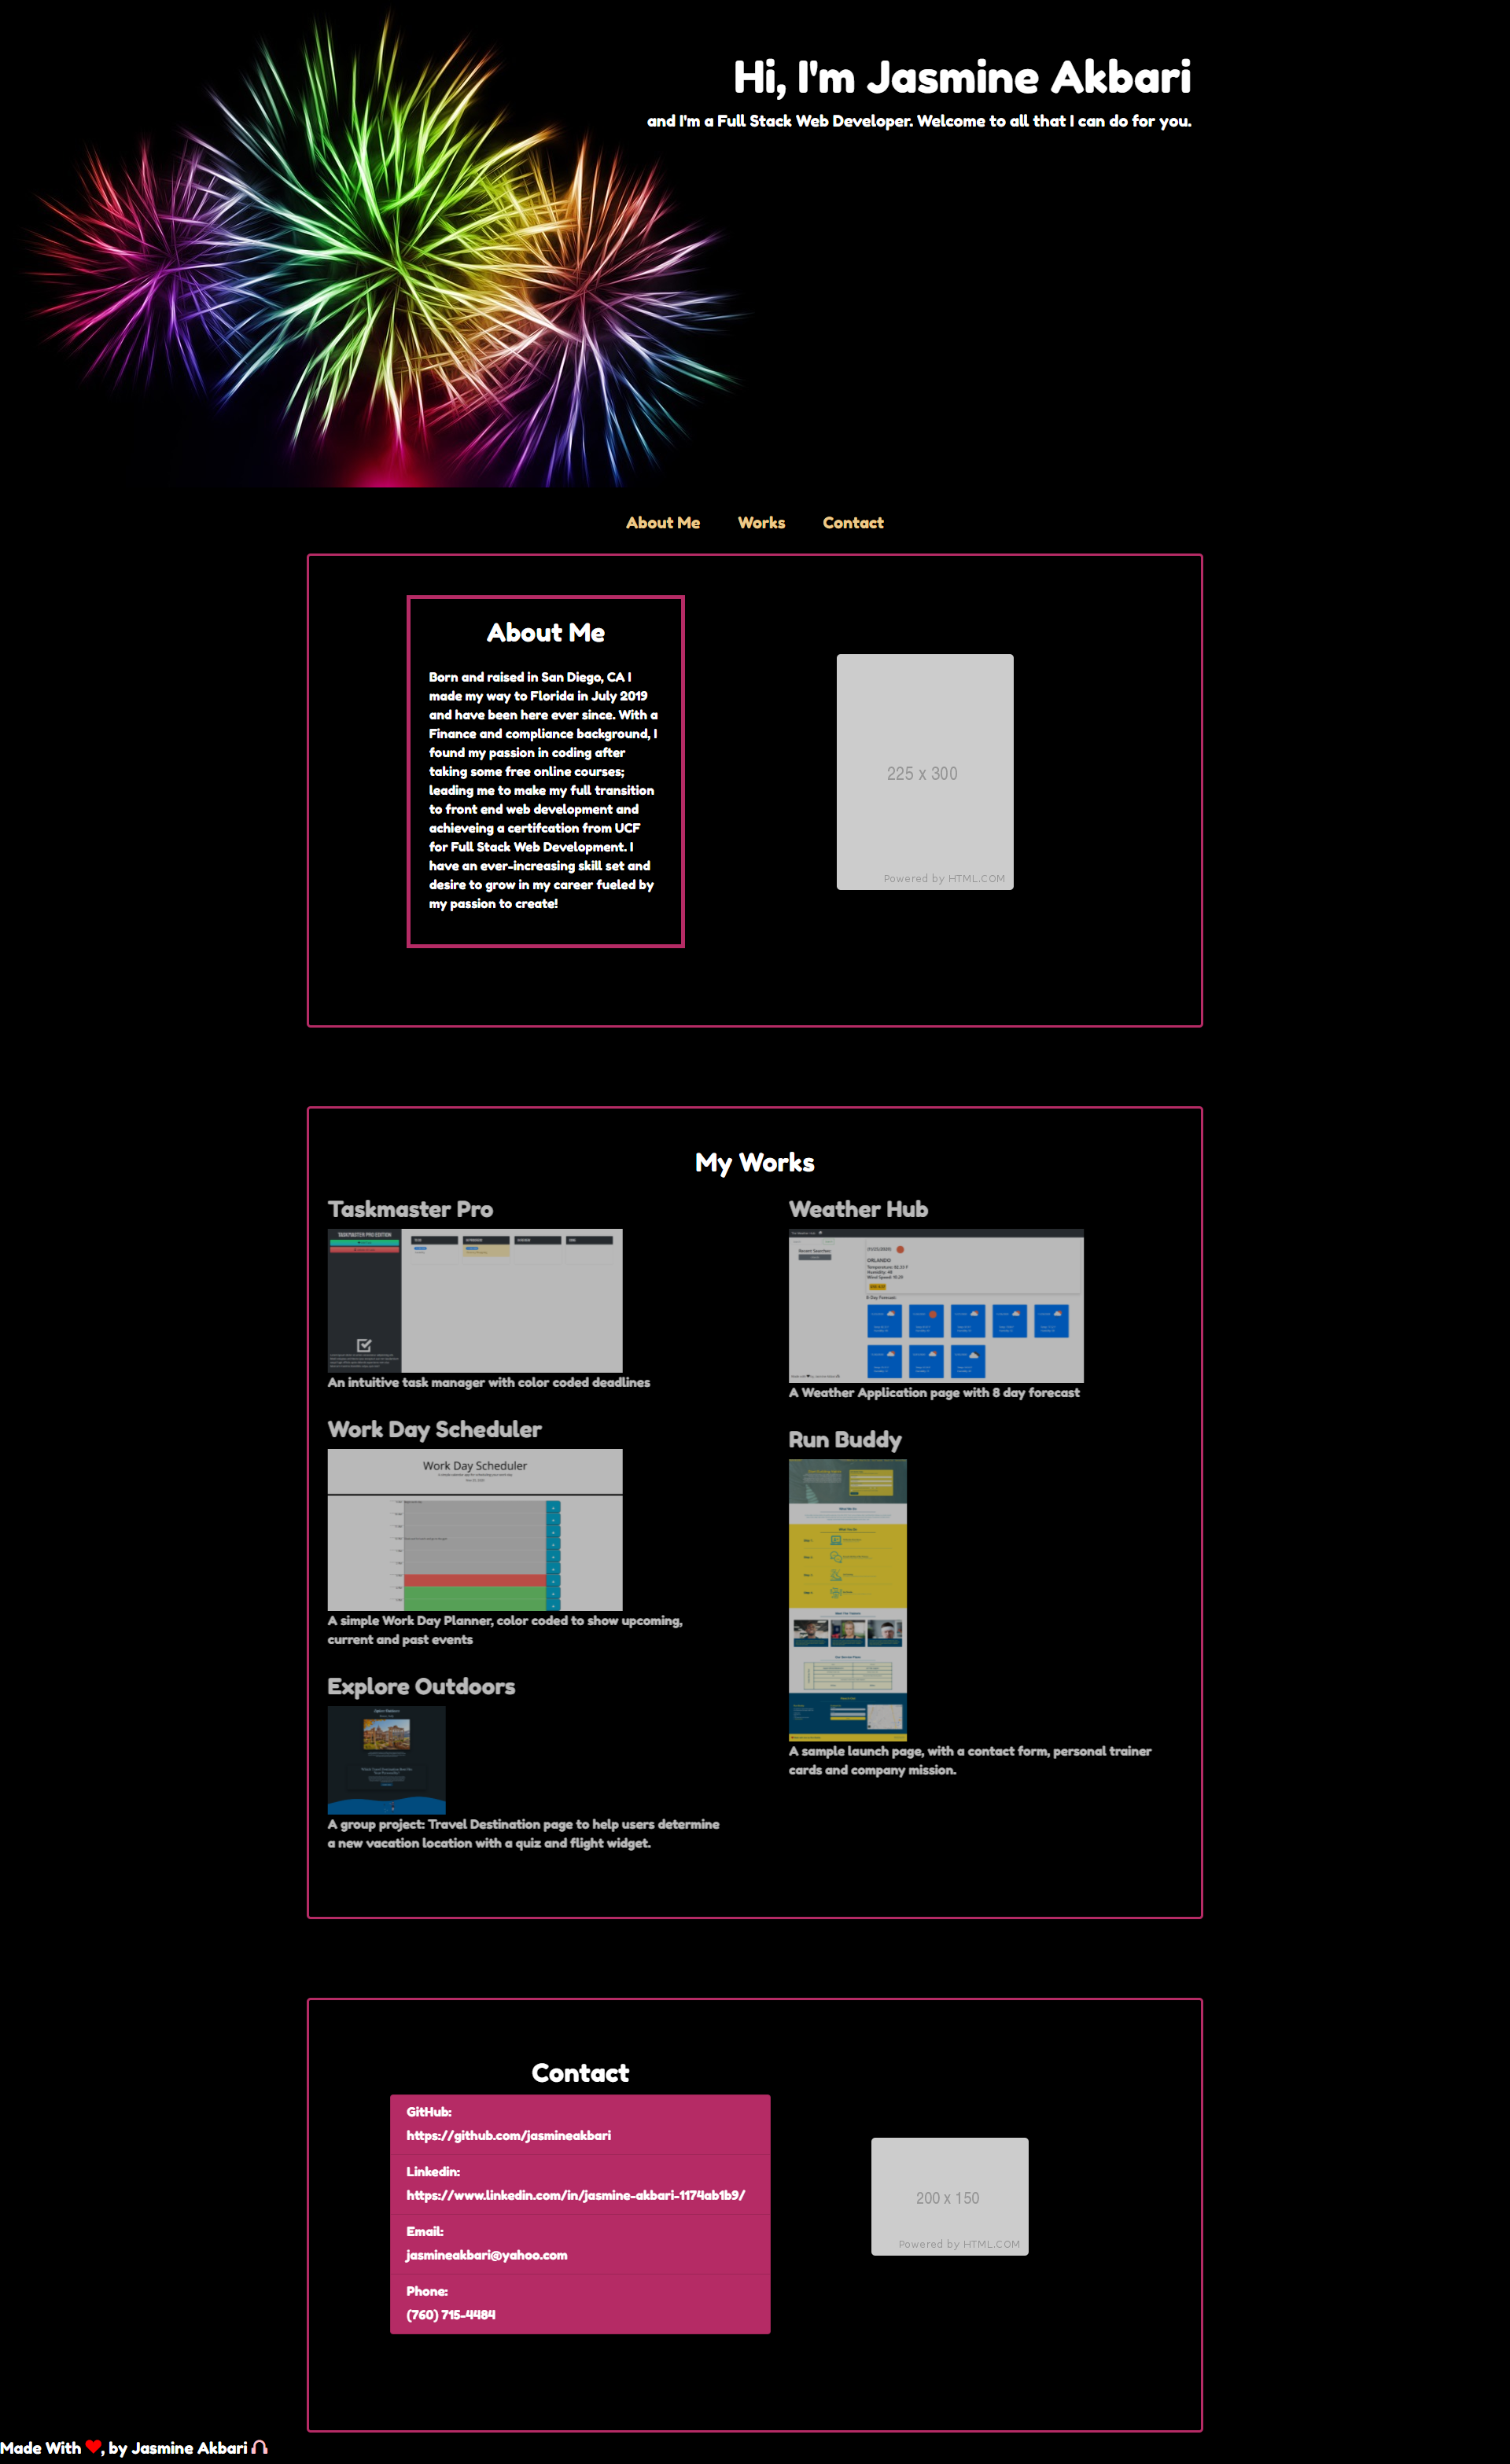 Hi, I'm Jasmine Akbari
and I'm a Full Stack Web Developer. Welcome to all that I can do for you.
About Me
Works
Contact
About Me
Born and raised in San Diego, CA I
made my way to Florida in July 2019
and have been here ever since. With a
Finance and compliance background, I
found my passion in coding after
taking some free online courses;
leading me to make my full transition
to front end web development and
achieveing a certifcation from UCF
for Full Stack Web Development. I
have an ever-increasing skill set and
desire to grow in my career fueled by
my passion to create!
225 x 300
Powered by HTML.COM
My Works
Taskmaster Pro
TASKMASTER PRO EDITION
An intuitive task manager with color coded deadlines
Work Day Scheduler
Work Day Scheduler
A simple Work Day Planner, color coded to show upcoming,
current and past events
Explore Outdoors
Explore Outdoors
A group project: Travel Destination page to help users determine
a new vacation location with a quiz and flight widget.
Weather Hub
Recent Searches:
ORLANDO
A Weather Application page with 8 day forecast
Run Buddy
A sample launch page, with a contact form, personal trainer
cards and company mission.
Contact
GitHub:
https://github.com/jasmineakbari
Linkedin:
https://www.linkedin.com/in/jasmine-akbari-1174ab1b9/
Email:
jasmineakbari@yahoo.com
Phone:
(760) 715-4484
200 x 150
Powered by HTML.COM
Made With ❤, by Jasmine Akbari